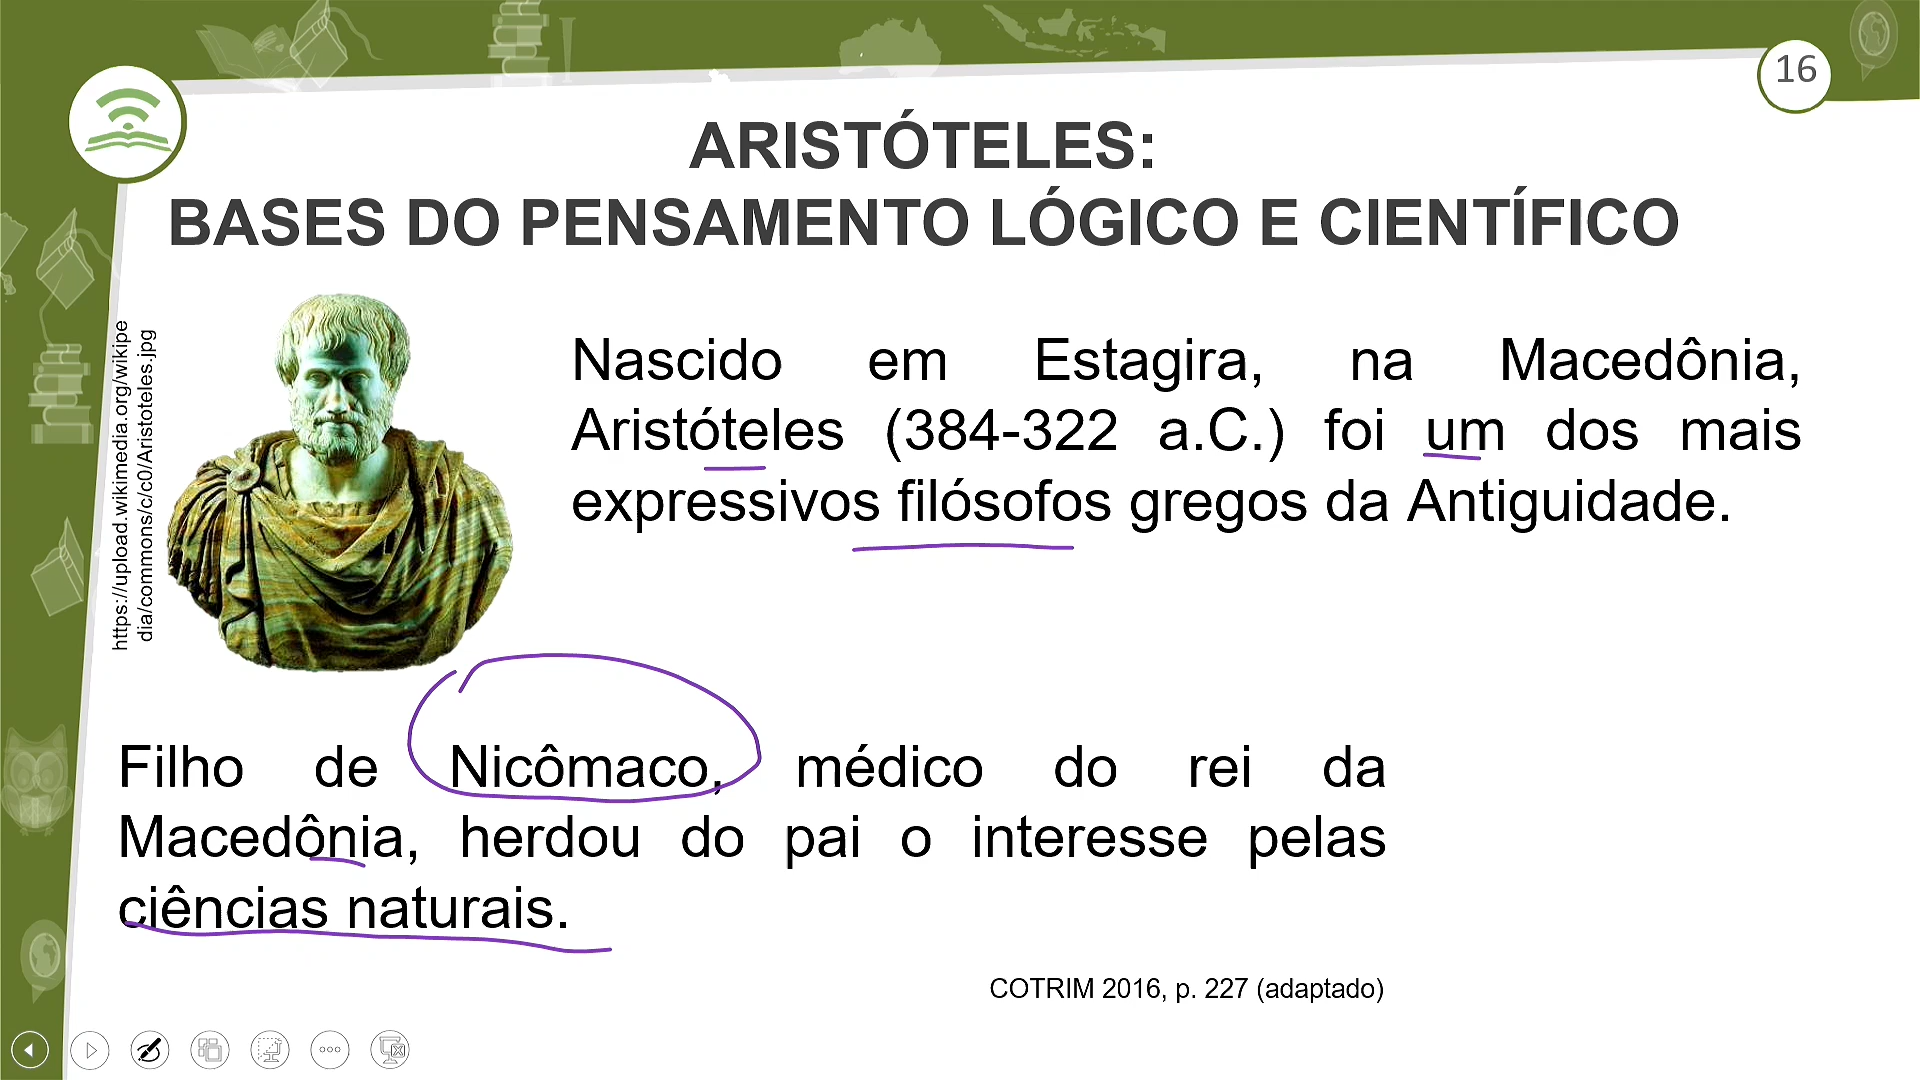 16
ARISTÓTELES:
BASES DO PENSAMENTO LÓGICO E CIENTÍFICO
https://upload.wikimedia.org/wikipe
dia/commons/c/c0/Aristoteles.jpg
Nascido em Estagira, na Macedônia,
Aristóteles (384-322 a.C.) foi um dos mais
expressivos filósofos gregos da Antiguidade.
Filho de Nicômaco, médico do rei da
Macedônia, herdou do pai o interesse pelas
ciências naturais.
COTRIM 2016, p. 227 (adaptado)